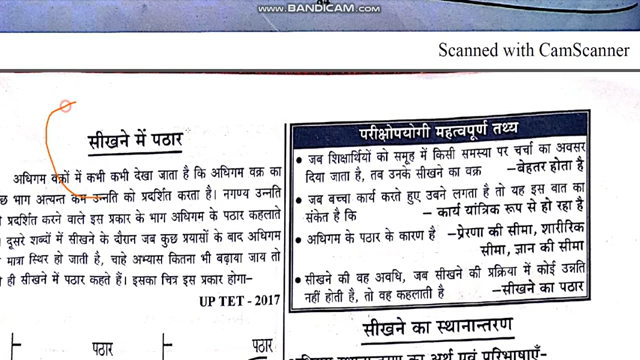 WWW.BANDICAM.COM
Scanned with CamScanner
सीखने में पठार
अधिगम वक्रों में कभी कभी देखा जाता है कि अधिगम वक्र का
कुछ भाग अत्यन्त कम उन्नति को प्रदर्शित करता है। नगण्य उन्नति
प्रदर्शित करने वाले इस प्रकार के भाग अधिगम के पठार कहलाते
दूसरे शब्दों में सीखने के दौरान जब कुछ प्रयासों के बाद अधिगम
मात्रा स्थिर हो जाती है, चाहे अभ्यास कितना भी बढ़ाया जाय तो
ही सीखने में पठार कहते हैं। इसका चित्र इस प्रकार होगा-
UP TET - 2017
पठार
पठार
परीक्षोपयोगी महत्वपूर्ण तथ्य
• जब शिक्षार्थियों को समूह में किसी समस्या पर चर्चा का अवसर
दिया जाता है, तब उनके सीखने का वक्र –बेहतर होता है
• जब बच्चा कार्य करते हुए उबने लगता है तो यह इस बात का
संकेत है कि – कार्य यांत्रिक रूप से हो रहा है
• अधिगम के पठार के कारण है –प्रेरणा की सीमा, शारीरिक
सीमा, ज्ञान की सीमा
• सीखने की वह अवधि, जब सीखने की प्रक्रिया में कोई उन्नति
नहीं होती है, तो वह कहलाती है –सीखने का पठार
सीखने का स्थानान्तरण
का अर्थ एवं परिभाषाएँ-